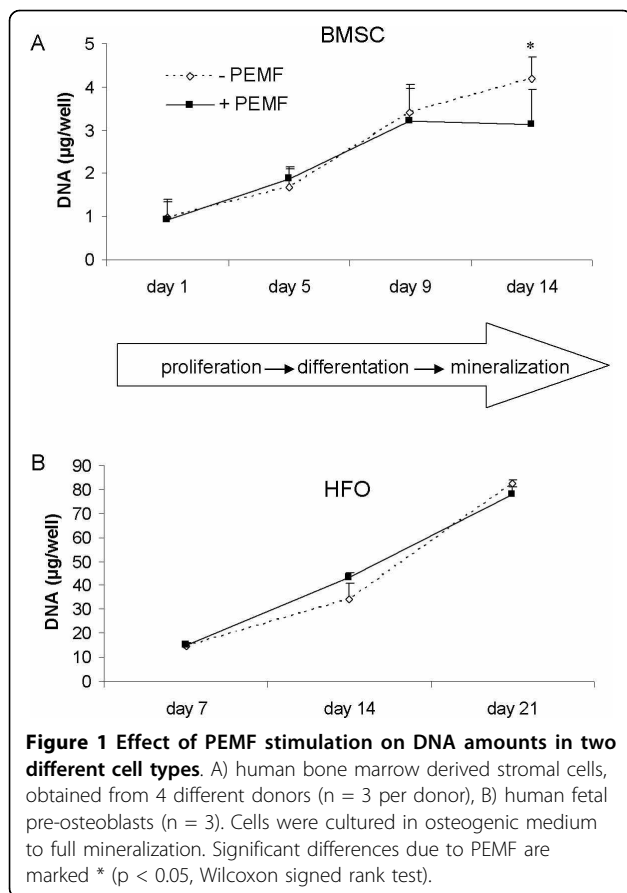 A
BMSC
*
- PEMF
+ PEMF
DNA (µg/well)
5
4
3
2
1
0
day 1 day 5 day 9 day 14
proliferation → differentation → mineralization
B
HFO
DNA (µg/well)
90
80
70
60
50
40
30
20
10
0
day 7 day 14 day 21
Figure 1 Effect of PEMF stimulation on DNA amounts in two
different cell types. A) human bone marrow derived stromal cells,
obtained from 4 different donors (n = 3 per donor), B) human fetal
pre-osteoblasts (n = 3). Cells were cultured in osteogenic medium
to full mineralization. Significant differences due to PEMF are
marked * (p < 0.05, Wilcoxon signed rank test).